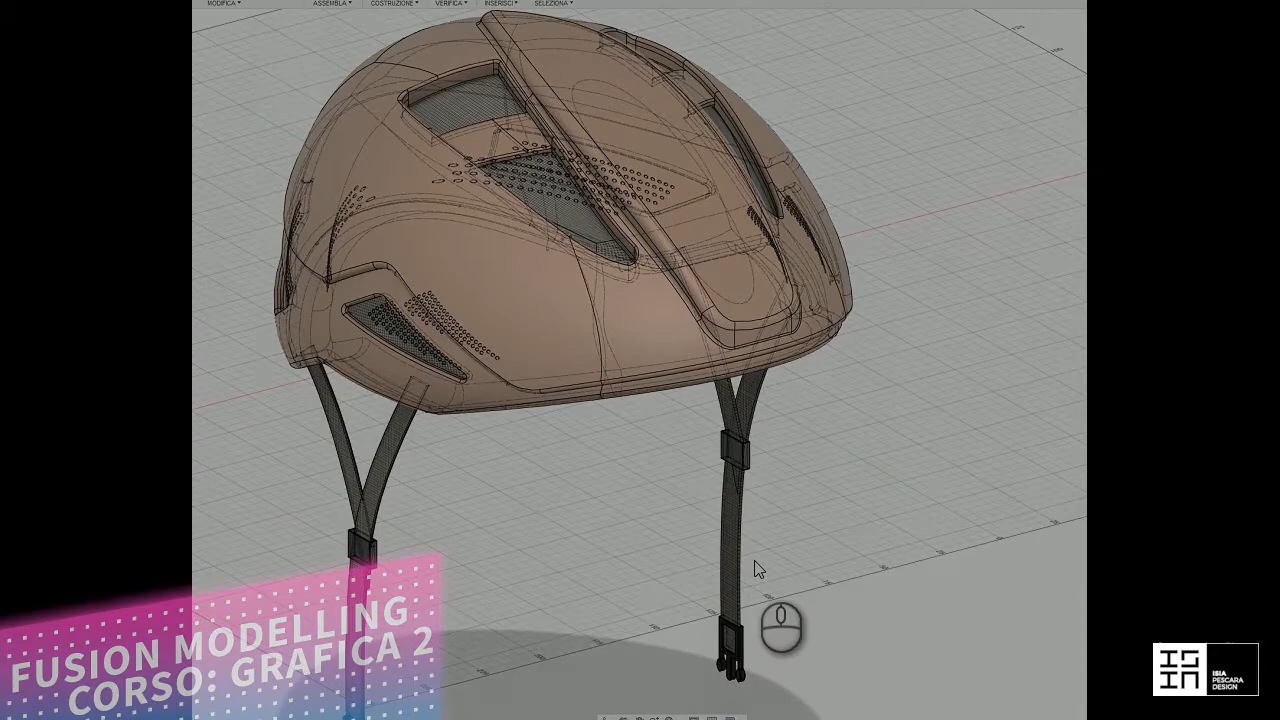 MODIFICA ▾
ASSEMBLA ▾
COSTRUZIONE ▾
VERIFICA ▾
INSERISCI ▾
SELEZIONA ▾
FUSION MODELLING
CORSO: GRAFICA 2
ISIA
PESCARA
DESIGN